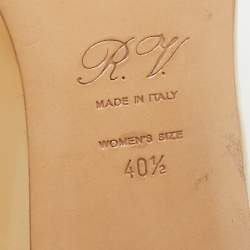 R.V.
MADE IN ITALY
WOMEN'S SIZE
40½